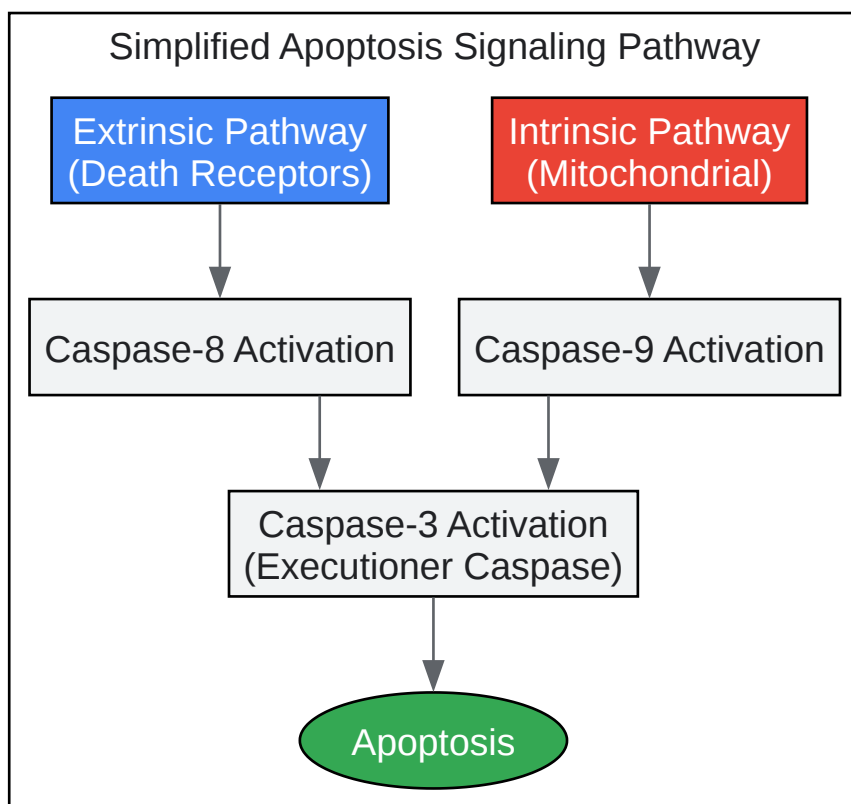 Simplified Apoptosis Signaling Pathway
Extrinsic Pathway
(Death Receptors)
Intrinsic Pathway
(Mitochondrial)
Caspase-8 Activation
Caspase-9 Activation
Caspase-3 Activation
(Executioner Caspase)
Apoptosis